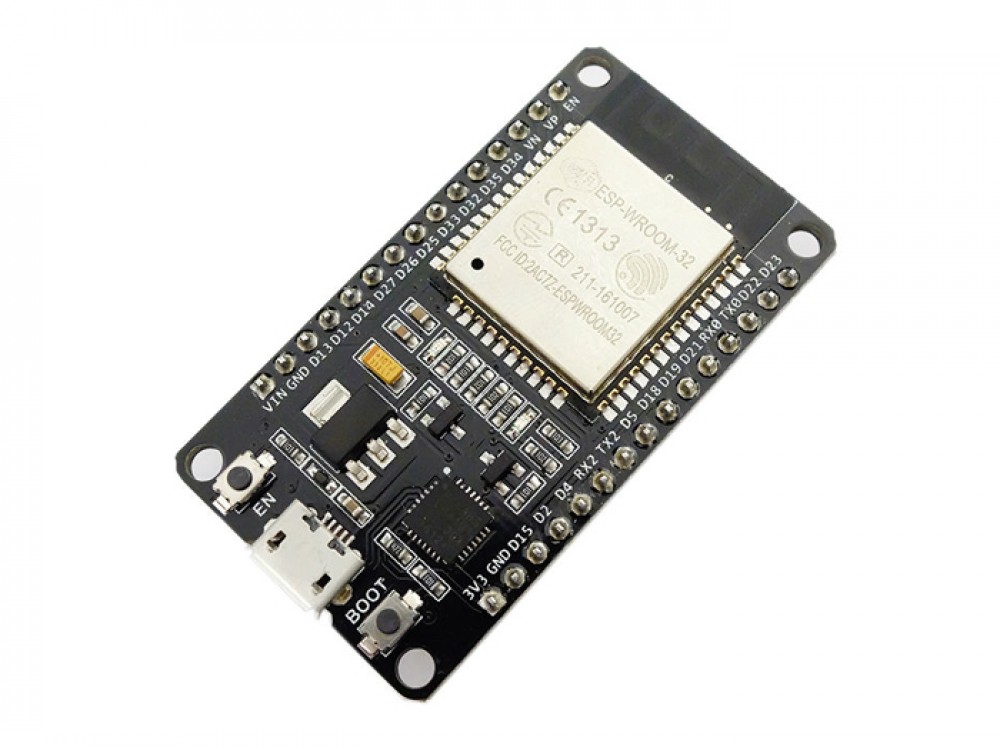 EN
VP
VN
D34
D35
D32
D33
D25
D26
D27
D14
D12
D13
GND
VIN
ESP-WROOM-32
CE1313
R 211-161007
FCC ID:2AC7Z-ESPWROOM32
D23
D22
TX0
RX0
D21
D19
D18
D5
TX2
RX2
D4
D2
D15
GND
3V3
EN
BOOT